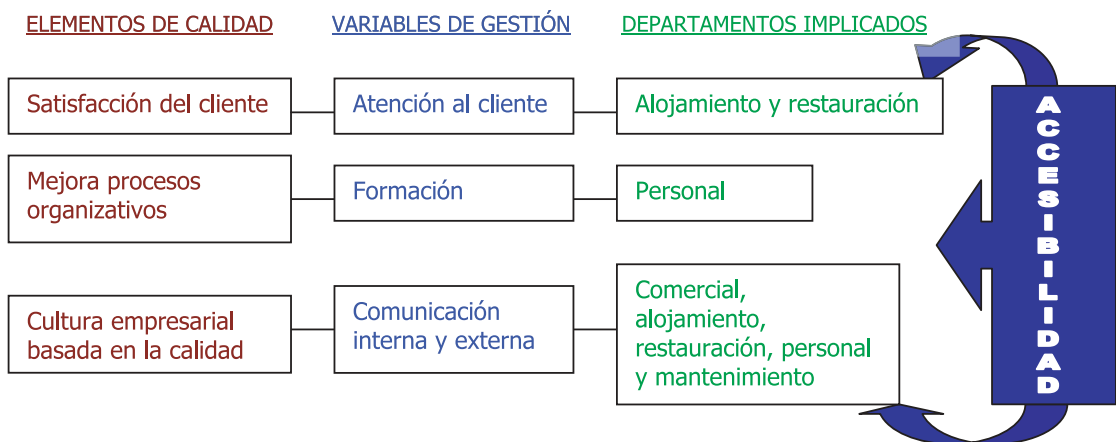 ELEMENTOS DE CALIDAD
VARIABLES DE GESTIÓN
DEPARTAMENTOS IMPLICADOS
Satisfacción del cliente
Atención al cliente
Alojamiento y restauración
Mejora procesos
organizativos
Formación
Personal
Cultura empresarial
basada en la calidad
Comunicación
interna y externa
Comercial,
alojamiento,
restauración, personal
y mantenimiento
ACCESIBILIDAD